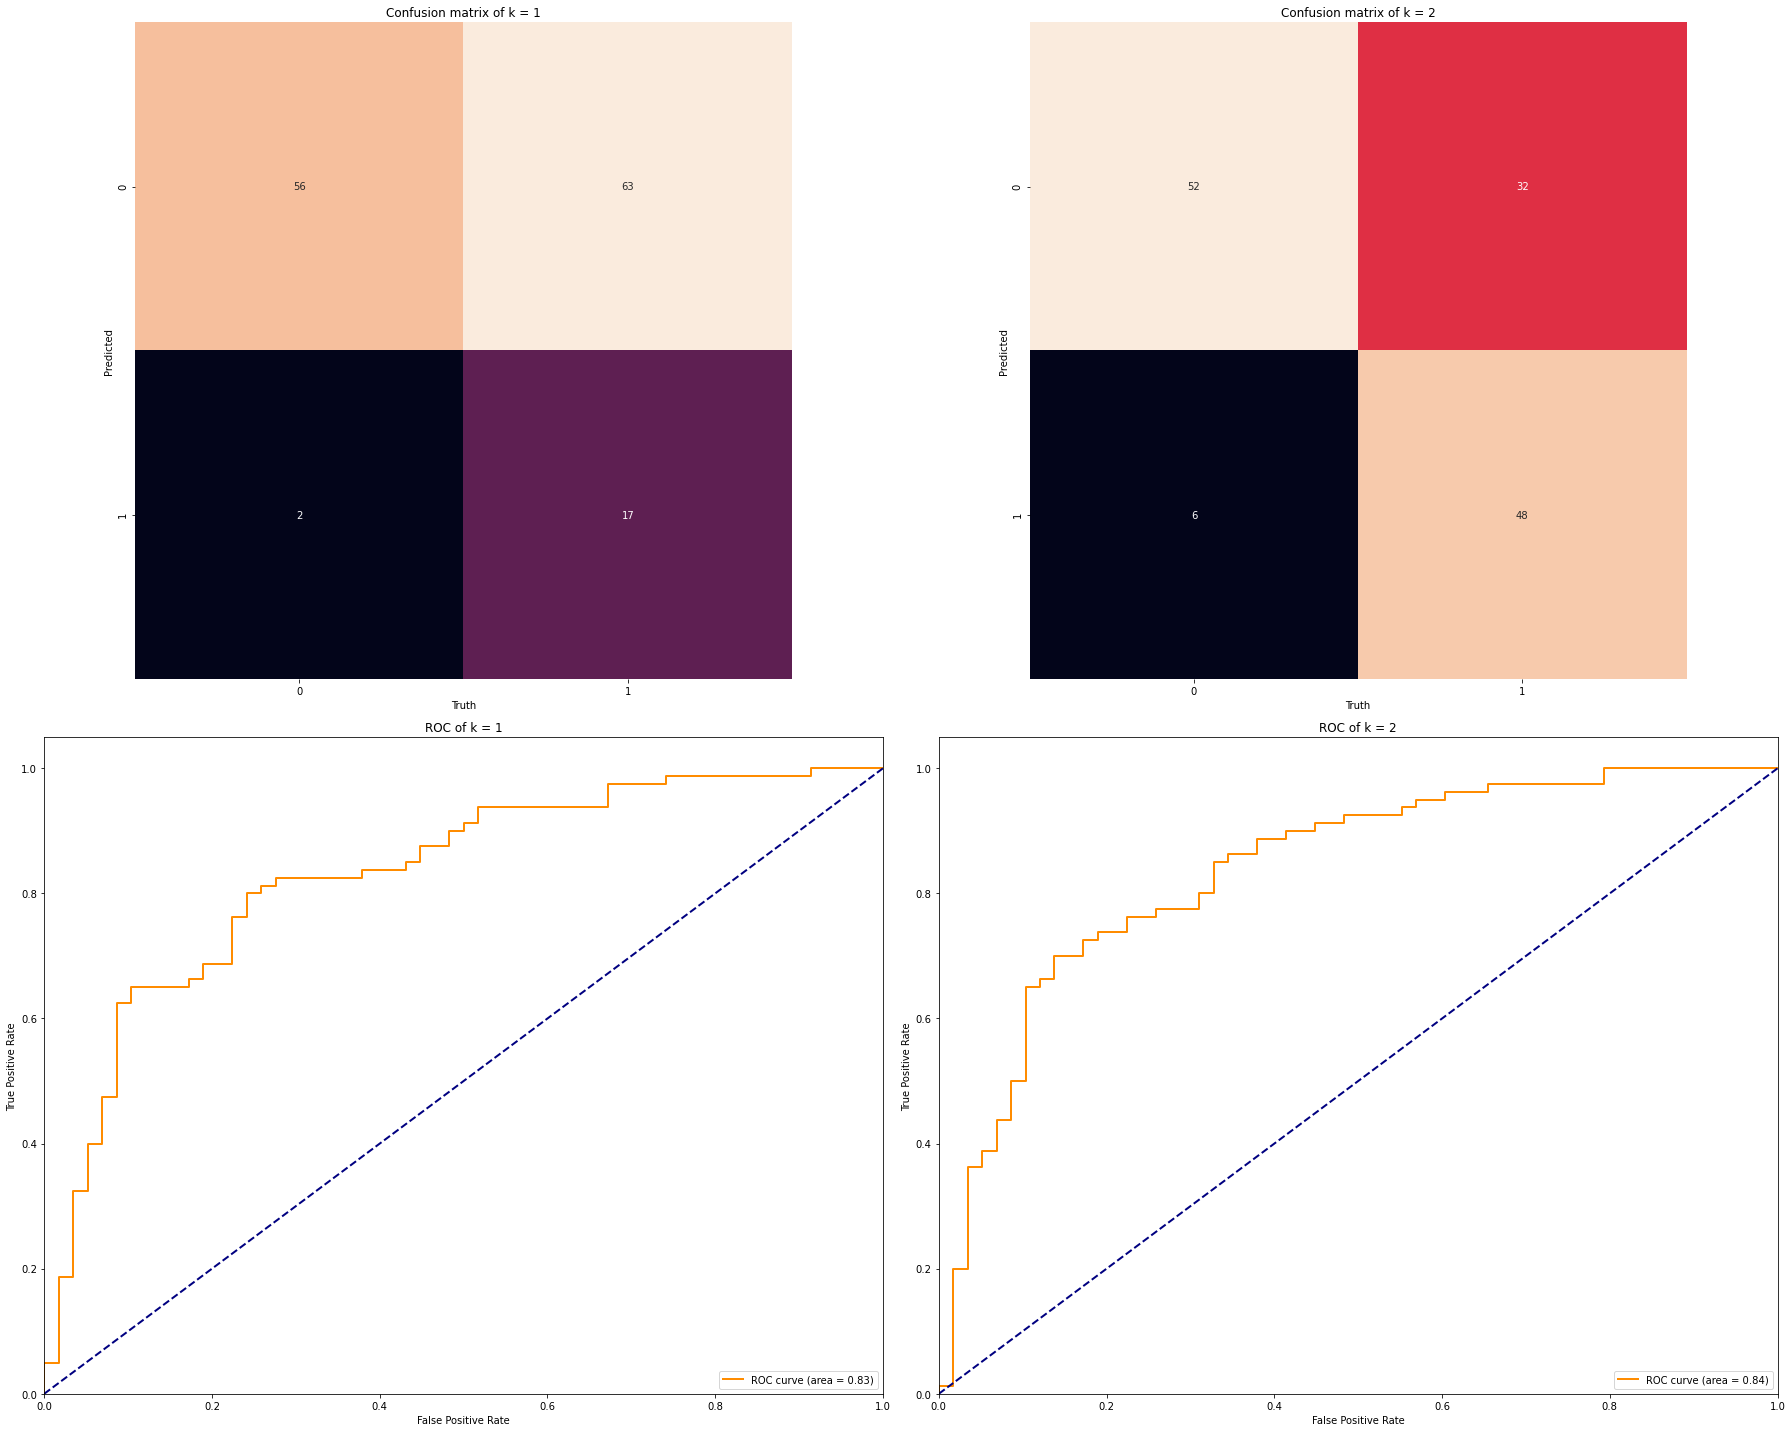 Confusion matrix of k = 1
0
56
63
Predicted
1
2
17
0
1
Truth
Confusion matrix of k = 2
0
52
32
Predicted
1
6
48
0
1
Truth
ROC of k = 1
1.0
0.8
0.6
0.4
0.2
0.0
True Positive Rate
ROC curve (area = 0.83)
0.0 0.2 0.4 0.6 0.8 1.0
False Positive Rate
ROC of k = 2
1.0
0.8
0.6
0.4
0.2
0.0
True Positive Rate
ROC curve (area = 0.84)
0.0 0.2 0.4 0.6 0.8 1.0
False Positive Rate